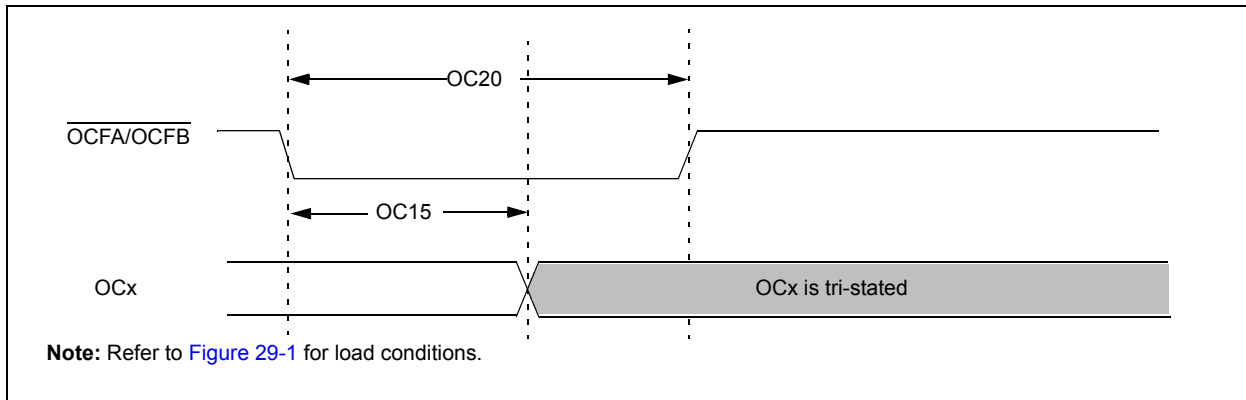 OC20
OCFA/OCFB
OC15
OCx
OCx is tri-stated
Note: Refer to Figure 29-1 for load conditions.